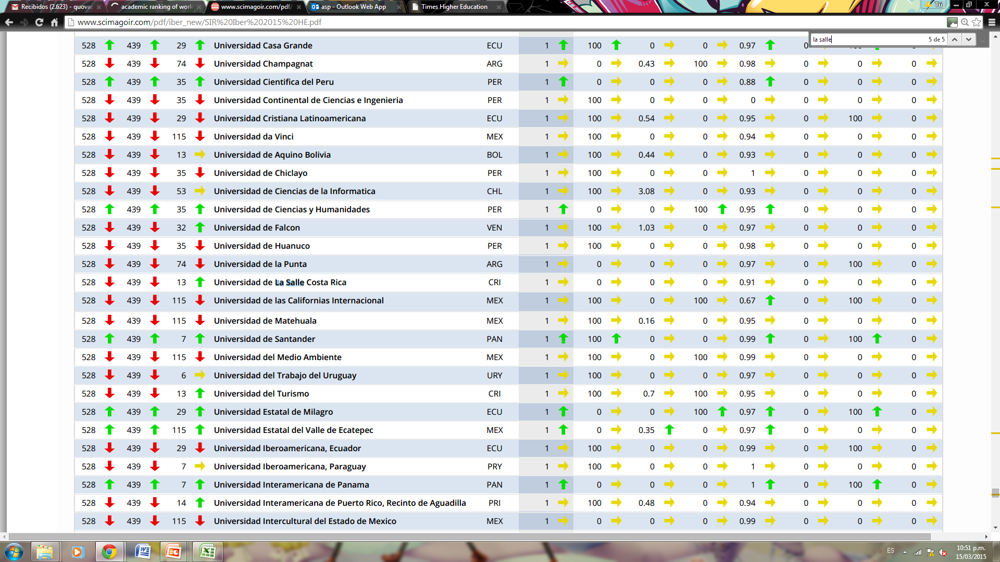 Recibidos (2.623) - quovac
academic ranking of worl
www.scimagoir.com/pdf/
asp - Outlook Web App
Times Higher Education
Tú
www.scimagoir.com/pdf/iber_new/SIR%20Iber%202015%20HE.pdf
la salle 5 de 5
528 439 29 Universidad Casa Grande ECU 1 100 0 0 0.97 0 100 0
528 439 74 Universidad Champagnat ARG 1 0 0.43 100 0.98 0 0 0
528 439 35 Universidad Cientifica del Peru PER 1 0 0 0 0.88 0 0 0
528 439 35 Universidad Continental de Ciencias e Ingenieria PER 1 100 0 0 0 0 0 0
528 439 29 Universidad Cristiana Latinoamericana ECU 1 100 0.54 0 0.95 0 100 0
528 439 115 Universidad da Vinci MEX 1 100 0 0 0.94 0 0 0
528 439 13 Universidad de Aquino Bolivia BOL 1 100 0.44 0 0.93 0 0 0
528 439 35 Universidad de Chiclayo PER 1 100 0 0 1 0 0 0
528 439 53 Universidad de Ciencias de la Informatica CHL 1 100 3.08 0 0.93 0 0 0
528 439 35 Universidad de Ciencias y Humanidades PER 1 0 0 100 0.95 0 0 0
528 439 32 Universidad de Falcon VEN 1 100 1.03 0 0.97 0 0 0
528 439 35 Universidad de Huanuco PER 1 100 0 0 0.98 0 0 0
528 439 74 Universidad de la Punta ARG 1 0 0 0 0.97 0 100 0
528 439 13 Universidad de La Salle Costa Rica CRI 1 0 0 0 0.91 0 0 0
528 439 115 Universidad de las Californias Internacional MEX 1 100 0 100 0.67 0 100 0
528 439 115 Universidad de Matehuala MEX 1 100 0.16 0 0.95 0 0 0
528 439 7 Universidad de Santander PAN 1 100 0 0 0.99 0 100 0
528 439 115 Universidad del Medio Ambiente MEX 1 100 0 100 0.99 0 0 0
528 439 6 Universidad del Trabajo del Uruguay URY 1 100 0 0 0.97 0 0 0
528 439 13 Universidad del Turismo CRI 1 100 0.7 100 0.95 0 0 0
528 439 29 Universidad Estatal de Milagro ECU 1 0 0 100 0.97 0 100 0
528 439 115 Universidad Estatal del Valle de Ecatepec MEX 1 0 0.35 0 0.97 0 0 0
528 439 29 Universidad Iberoamericana, Ecuador ECU 1 100 0 0 0.99 0 100 0
528 439 7 Universidad Iberoamericana, Paraguay PRY 1 100 0 0 1 0 0 0
528 439 7 Universidad Interamericana de Panama PAN 1 0 0 0 1 0 100 0
528 439 14 Universidad Interamericana de Puerto Rico, Recinto de Aguadilla PRI 1 100 0.48 0 0.94 0 0 0
528 439 115 Universidad Intercultural del Estado de Mexico MEX 1 0 0 0 0.99 0 0 0
ES
10:51 p.m.
15/03/2015